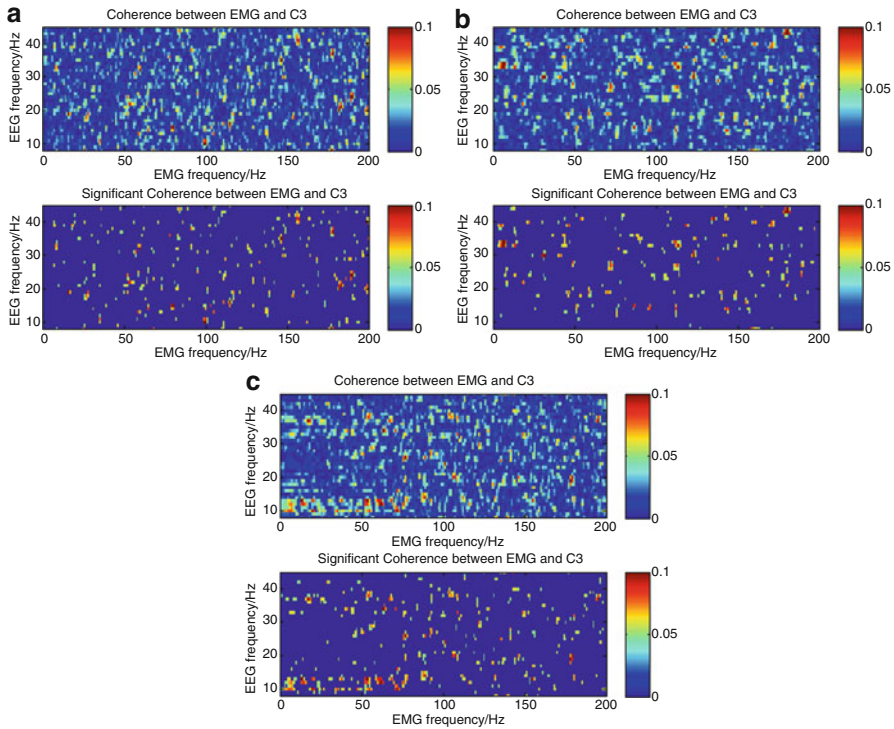 a
Coherence between EMG and C3
EEG frequency/Hz
40
30
20
10
0 50 100 150 200
EMG frequency/Hz
0.1
0.05
0
Significant Coherence between EMG and C3
EEG frequency/Hz
40
30
20
10
0 50 100 150 200
EMG frequency/Hz
0.1
0.05
0
b
Coherence between EMG and C3
EEG frequency/Hz
40
30
20
10
0 50 100 150 200
EMG frequency/Hz
0.1
0.05
0
Significant Coherence between EMG and C3
EEG frequency/Hz
40
30
20
10
0 50 100 150 200
EMG frequency/Hz
0.1
0.05
0
c
Coherence between EMG and C3
EEG frequency/Hz
40
30
20
10
0 50 100 150 200
EMG frequency/Hz
0.1
0.05
0
Significant Coherence between EMG and C3
EEG frequency/Hz
40
30
20
10
0 50 100 150 200
EMG frequency/Hz
0.1
0.05
0